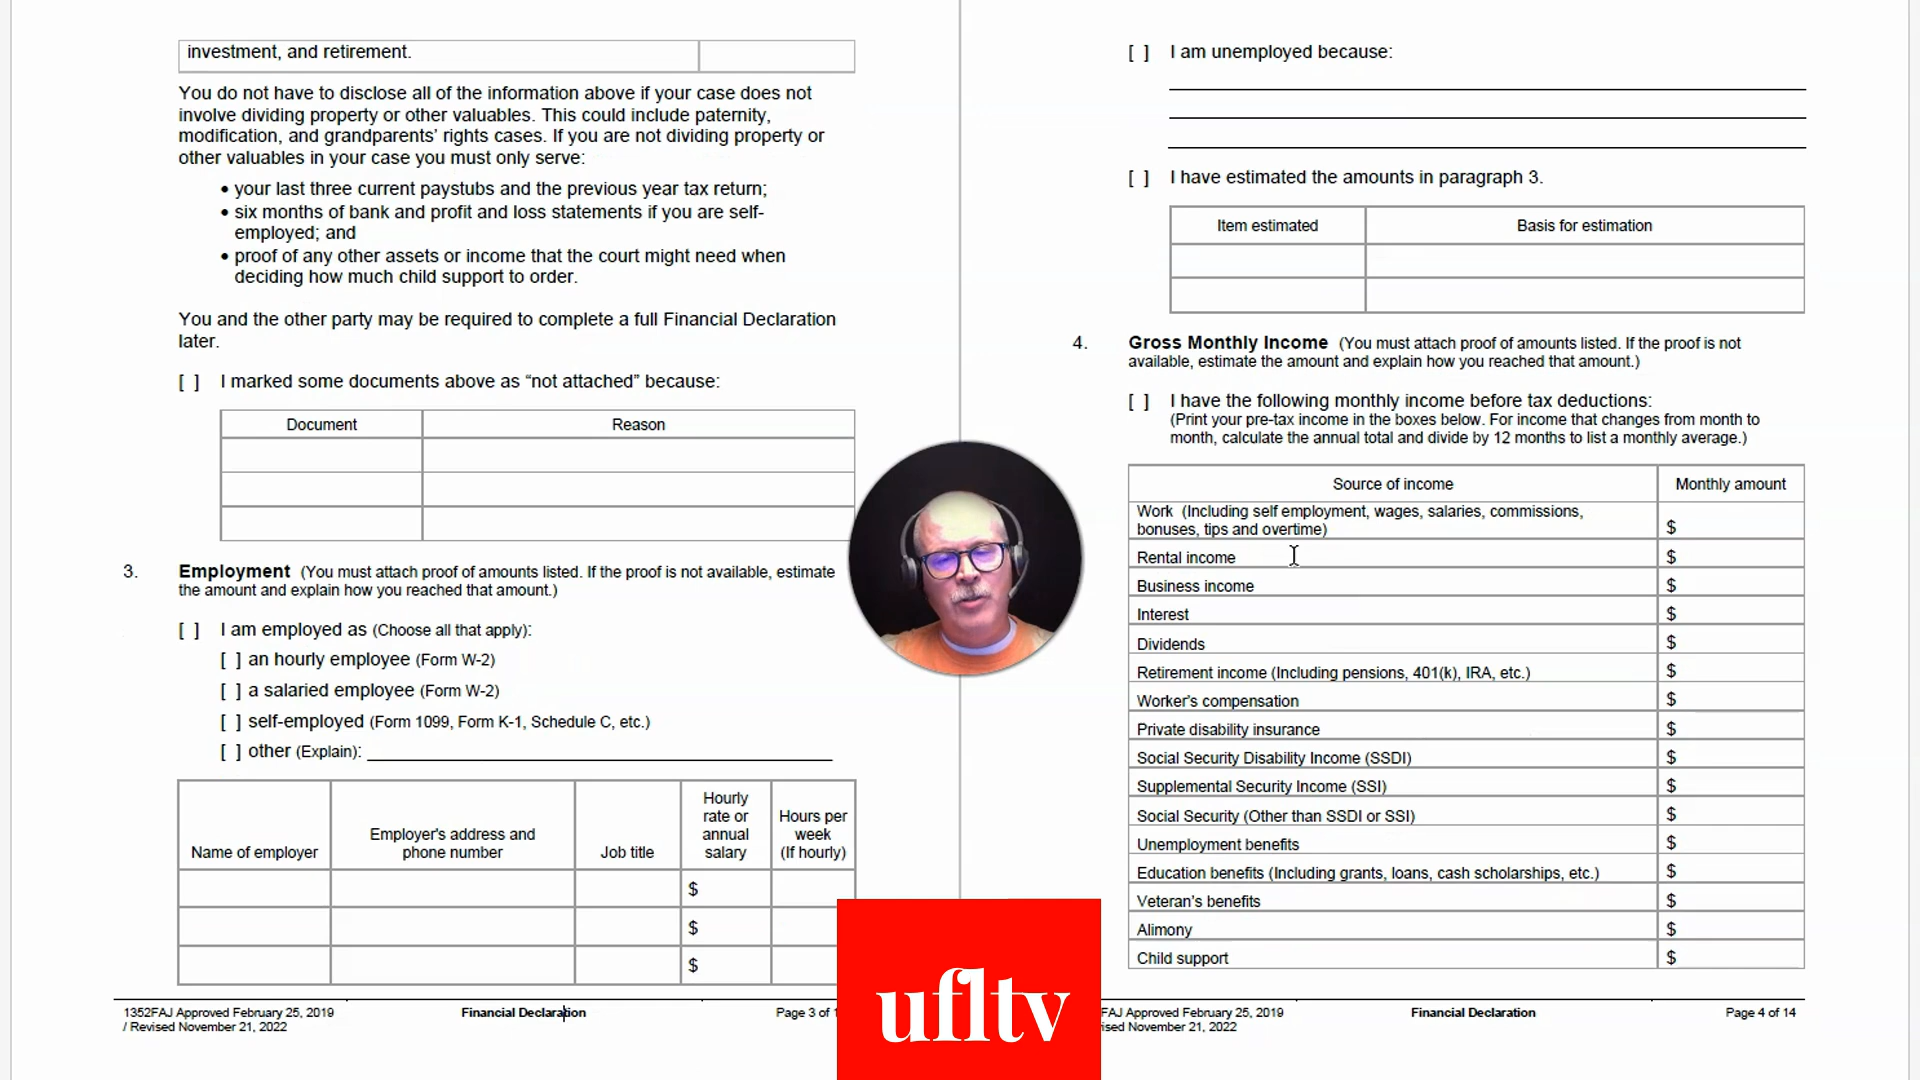 investment, and retirement.
You do not have to disclose all of the information above if your case does not
involve dividing property or other valuables. This could include paternity,
modification, and grandparents’ rights cases. If you are not dividing property or
other valuables in your case you must only serve:
• your last three current paystubs and the previous year tax return;
• six months of bank and profit and loss statements if you are self-
employed; and
• proof of any other assets or income that the court might need when
deciding how much child support to order.
You and the other party may be required to complete a full Financial Declaration
later.
[ ] I marked some documents above as “not attached” because:
Document Reason
3. Employment (You must attach proof of amounts listed. If the proof is not available, estimate
the amount and explain how you reached that amount.)
[ ] I am employed as (Choose all that apply):
[ ] an hourly employee (Form W-2)
[ ] a salaried employee (Form W-2)
[ ] self-employed (Form 1099, Form K-1, Schedule C, etc.)
[ ] other (Explain):
Name of employer
Employer's address and
phone number
Job title
Hourly
rate or
annual
salary
Hours per
week
(If hourly)
$
$
$
1352FAJ Approved February 25, 2019
/ Revised November 21, 2022
Financial Declaration
Page 3 of
[ ] I am unemployed because:
[ ] I have estimated the amounts in paragraph 3.
Item estimated Basis for estimation
4. Gross Monthly Income (You must attach proof of amounts listed. If the proof is not
available, estimate the amount and explain how you reached that amount.)
[ ] I have the following monthly income before tax deductions:
(Print your pre-tax income in the boxes below. For income that changes from month to
month, calculate the annual total and divide by 12 months to list a monthly average.)
Source of income Monthly amount
Work (Including self employment, wages, salaries, commissions,
bonuses, tips and overtime) $
Rental income $
Business income $
Interest $
Dividends $
Retirement income (Including pensions, 401(k), IRA, etc.) $
Worker's compensation $
Private disability insurance $
Social Security Disability Income (SSDI) $
Supplemental Security Income (SSI) $
Social Security (Other than SSDI or SSI) $
Unemployment benefits $
Education benefits (Including grants, loans, cash scholarships, etc.) $
Veteran’s benefits $
Alimony $
Child support $
FAJ Approved February 25, 2019
ised November 21, 2022
Financial Declaration
Page 4 of 14
ufltv